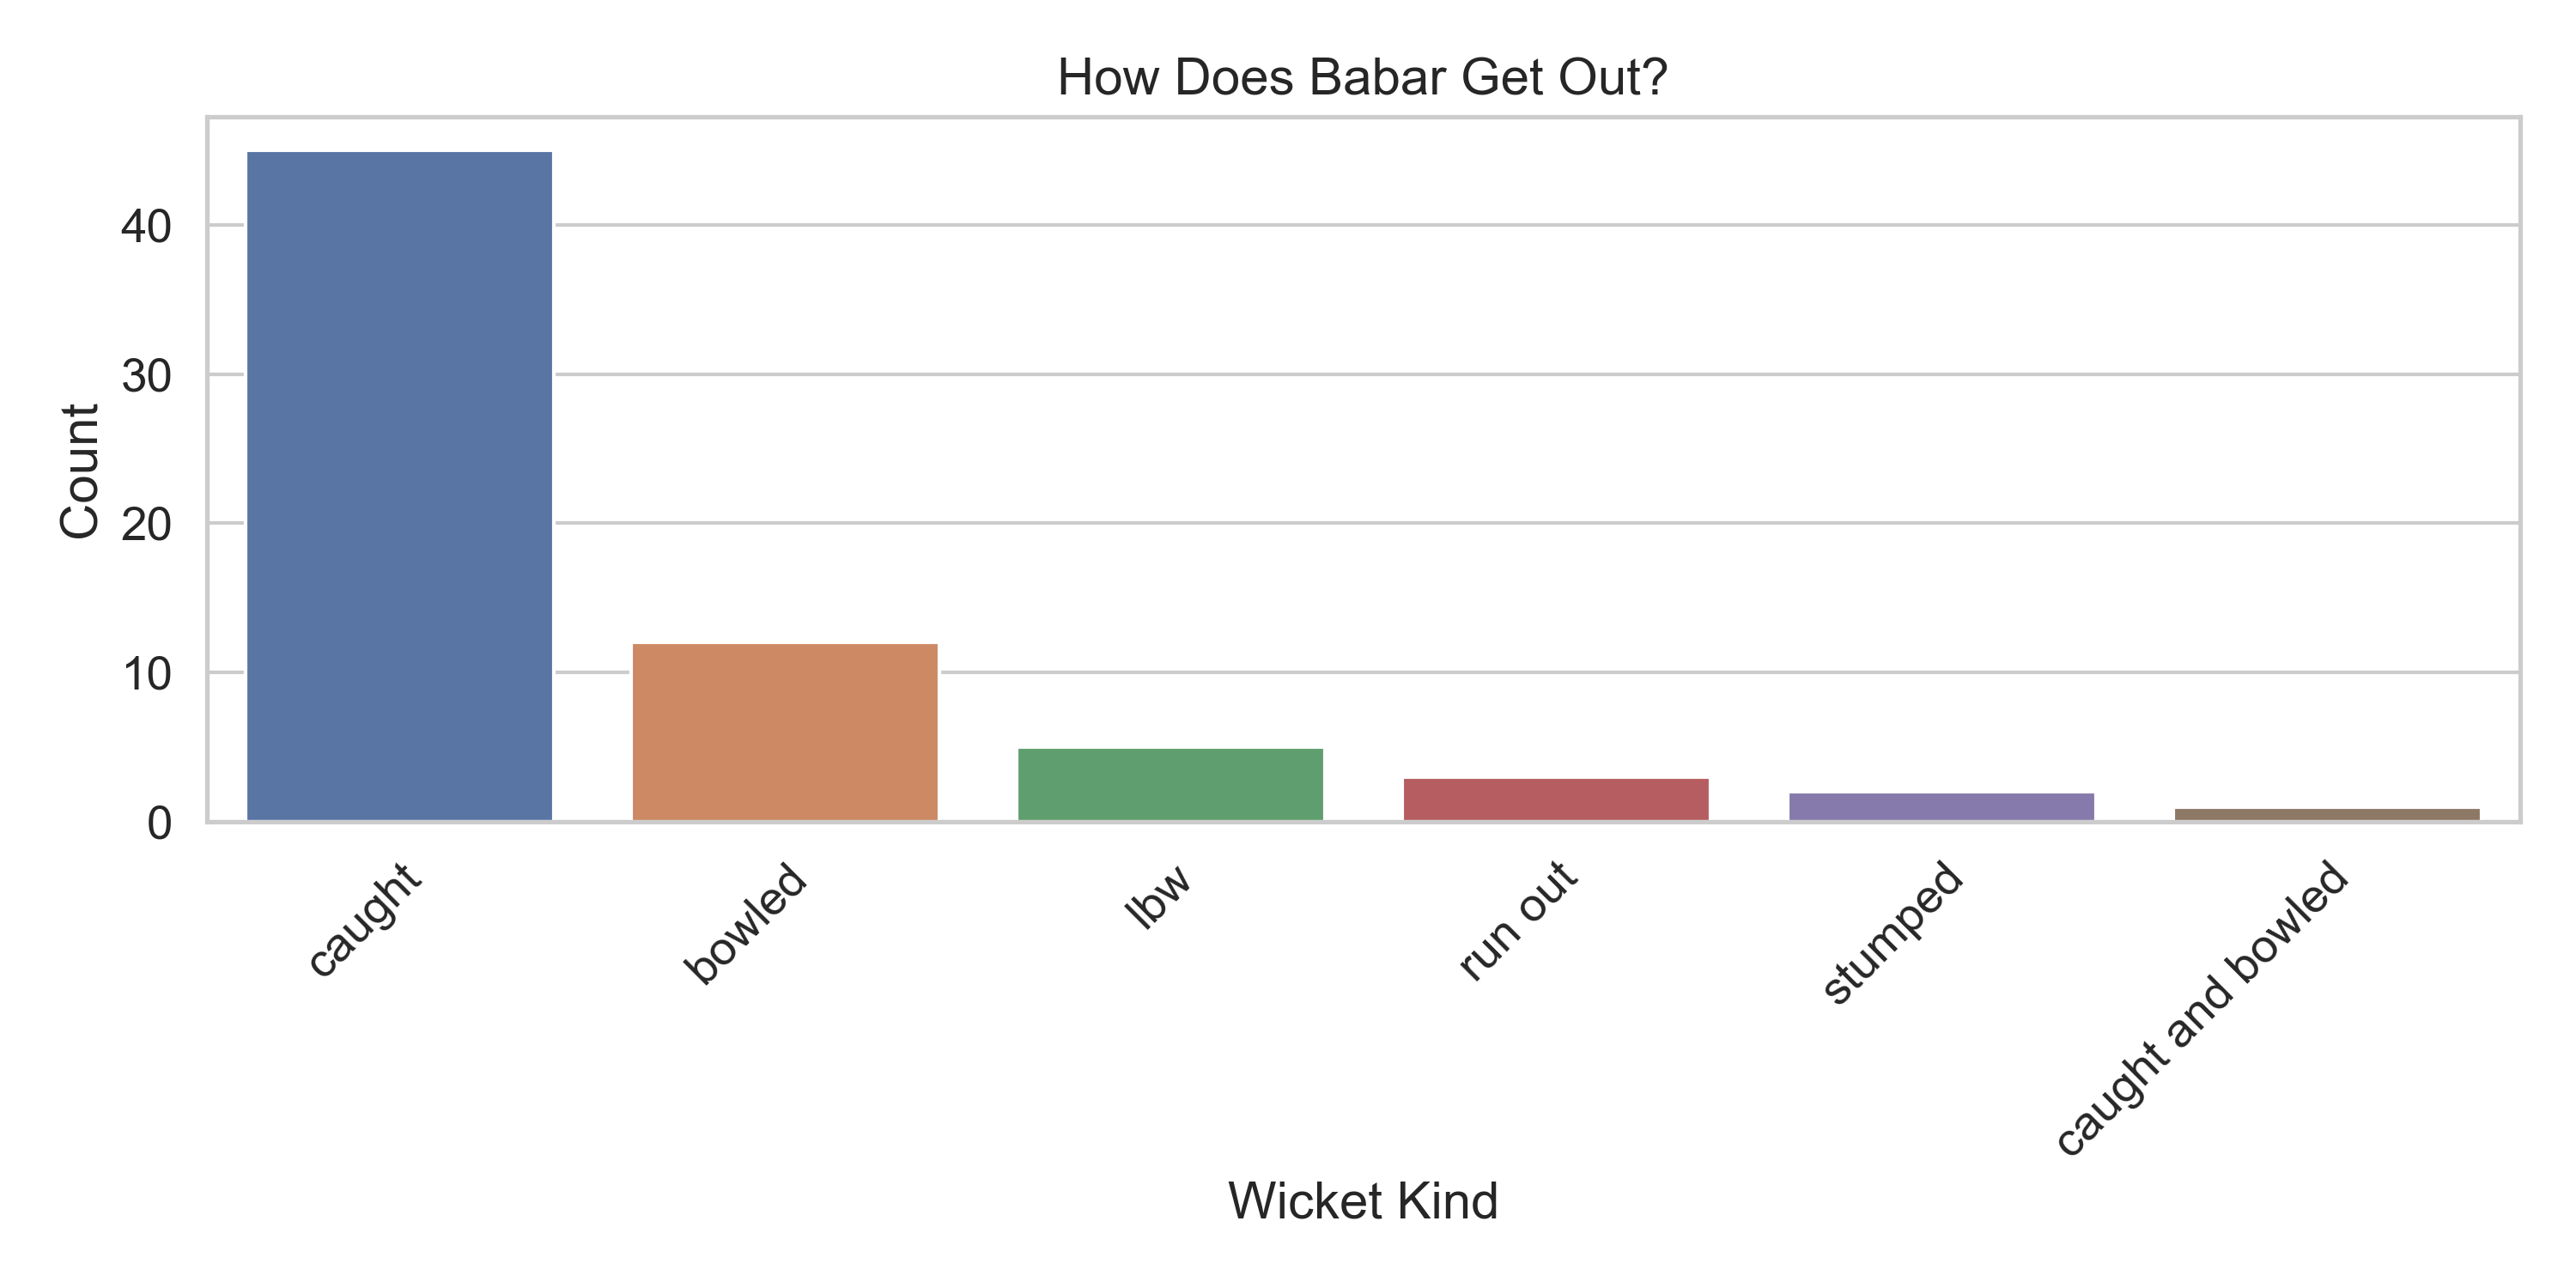 How Does Babar Get Out?
Count
40
30
20
10
0
caught
bowled
lbw
run out
stumped
caught and bowled
Wicket Kind